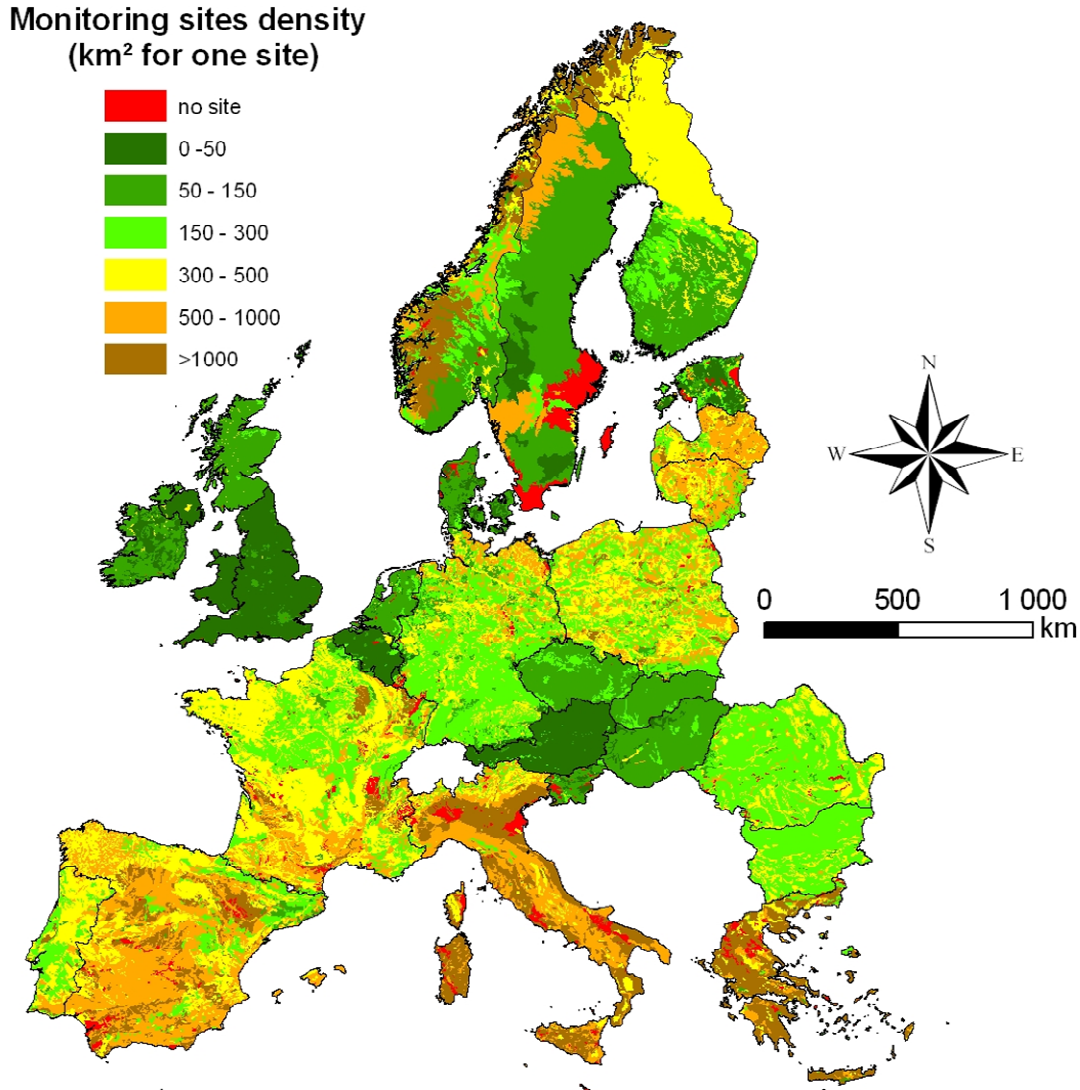 Monitoring sites density
(km² for one site)
no site
0 -50
50 - 150
150 - 300
300 - 500
500 - 1000
>1000
N
W
E
S
0 500 1 000
km